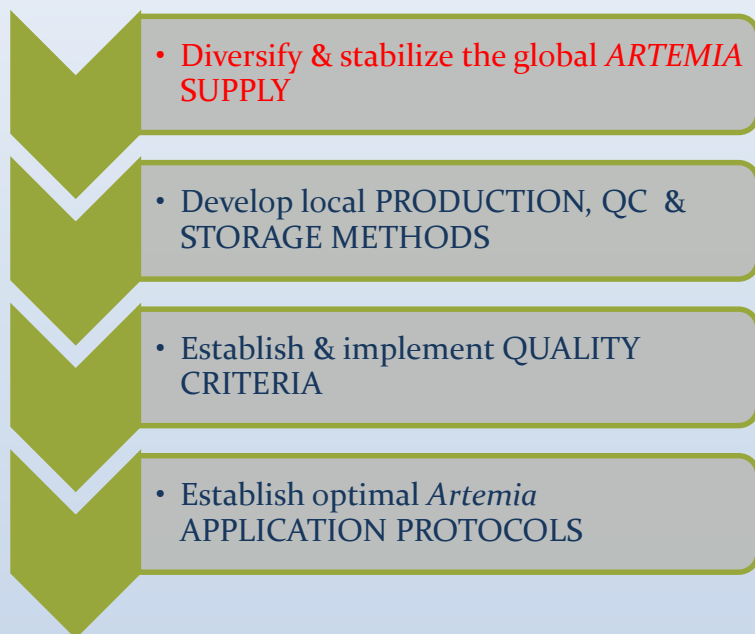 • Diversify & stabilize the global ARTEMIA
SUPPLY
• Develop local PRODUCTION, QC &
STORAGE METHODS
• Establish & implement QUALITY
CRITERIA
• Establish optimal Artemia
APPLICATION PROTOCOLS